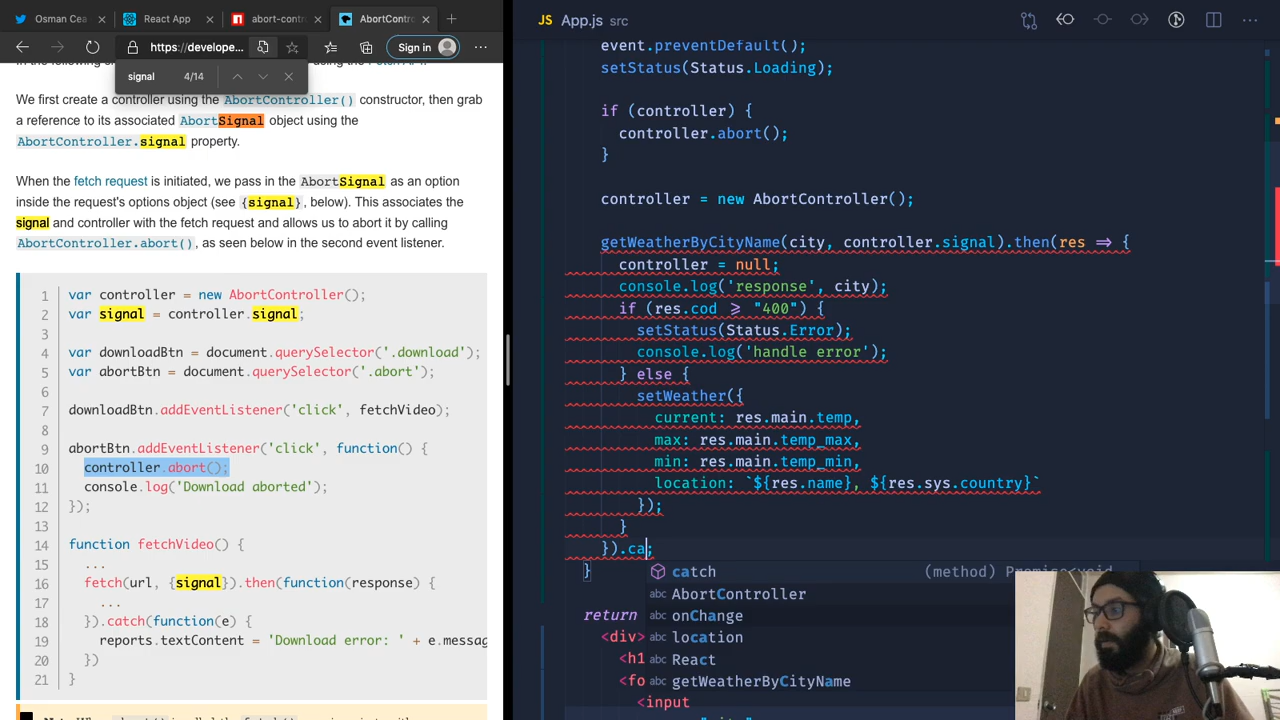 Osman Cea
React App
abort-contr
AbortContro
https://develope...
Sign in
signal 4/14
We first create a controller using the AbortController() constructor, then grab
a reference to its associated AbortSignal object using the
AbortController.signal property.
When the fetch request is initiated, we pass in the AbortSignal as an option
inside the request's options object (see {signal}, below). This associates the
signal and controller with the fetch request and allows us to abort it by calling
AbortController.abort(), as seen below in the second event listener.
1 var controller = new AbortController();
2 var signal = controller.signal;
3
4 var downloadBtn = document.querySelector('.download');
5 var abortBtn = document.querySelector('.abort');
6
7 downloadBtn.addEventListener('click', fetchVideo);
8
9 abortBtn.addEventListener('click', function() {
10 controller.abort();
11 console.log('Download aborted');
12 });
13
14 function fetchVideo() {
15 ...
16 fetch(url, {signal}).then(function(response) {
17 ...
18 }).catch(function(e) {
19 reports.textContent = 'Download error: ' + e.messag
20 })
21 }
JS App.js src
event.preventDefault();
setStatus(Status.Loading);
if (controller) {
controller.abort();
}
controller = new AbortController();
getWeatherByCityName(city, controller.signal).then(res => {
controller = null;
console.log('response', city);
if (res.cod >= "400") {
setStatus(Status.Error);
console.log('handle error');
} else {
setWeather({
current: res.main.temp,
max: res.main.temp_max,
min: res.main.temp_min,
location: `${res.name}, ${res.sys.country}`
});
}
}).ca;
}
catch (method) Promise<void
abc AbortController
abc onChange
return
abc location
<div>
abc React
<h1
abc getWeatherByCityName
<fo
<input